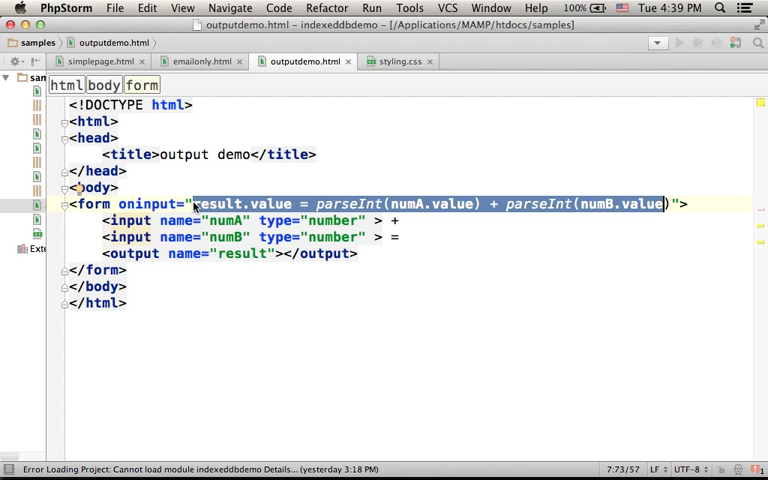 PhpStorm File Edit View Navigate Code Refactor Run Tools VCS Window Help 100% Tue 4:39 PM
outputdemo.html - indexeddbdemo - [/Applications/MAMP/htdocs/samples]
samples outputdemo.html
simplepage.html emailonly.html outputdemo.html styling.css
sam
html body form
<!DOCTYPE html>
<html>
<head>
<title>output demo</title>
</head>
<body>
<form oninput="result.value = parseInt(numA.value) + parseInt(numB.value)">
<input name="numA" type="number" > +
<input name="numB" type="number" > =
<output name="result"></output>
Exte
</form>
</body>
</html>
Error Loading Project: Cannot load module indexeddbdemo Details... (yesterday 3:18 PM) 7:73/57 LF UTF-8